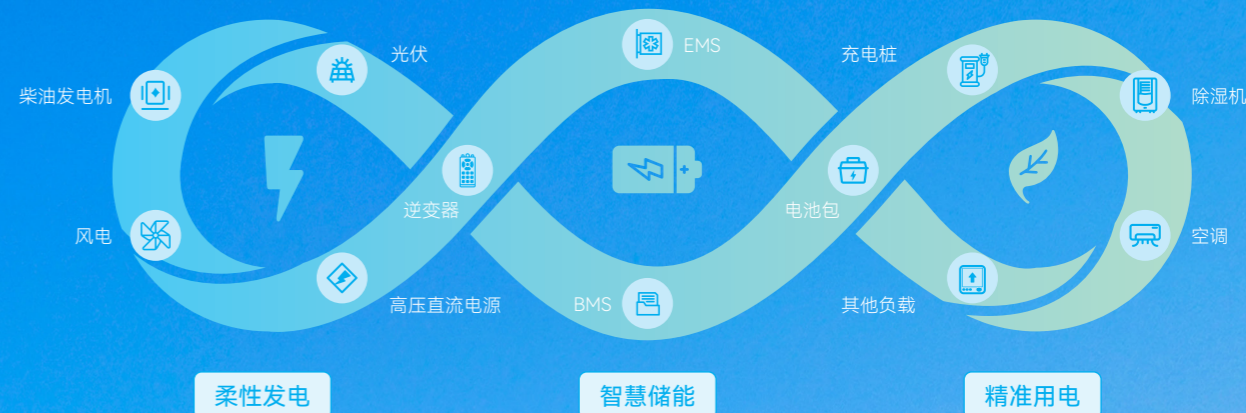 EMS
光伏
充电桩
柴油发电机
除湿机
逆变器
电池包
风电
空调
高压直流电源
BMS
其他负载
柔性发电
智慧储能
精准用电